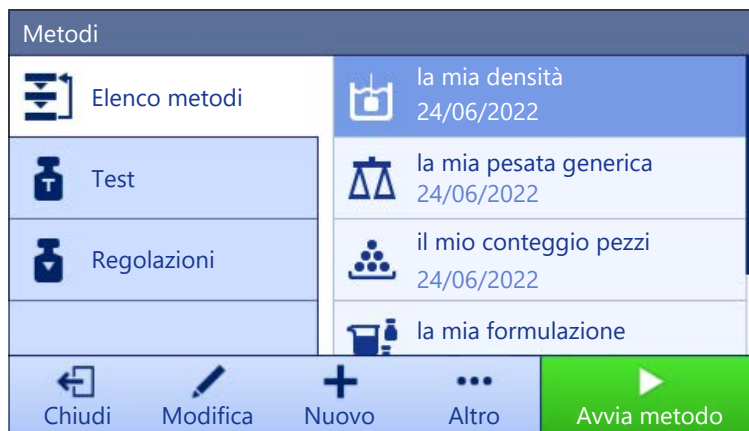 Metodi
Elenco metodi
Test
Regolazioni
la mia densità
24/06/2022
la mia pesata generica
24/06/2022
il mio conteggio pezzi
24/06/2022
la mia formulazione
Chiudi
Modifica
Nuovo
Altro
Avvia metodo